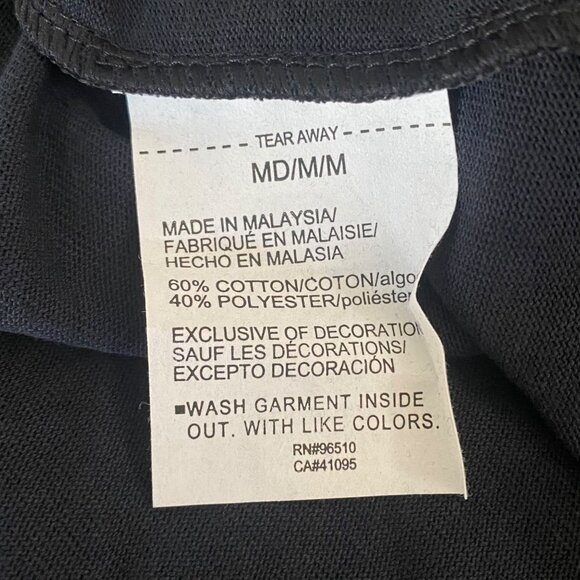 TEAR AWAY
MD/M/M
MADE IN MALAYSIA/
FABRIQUÉ EN MALAISIE/
HECHO EN MALASIA
60% COTTON/COTON/algo
40% POLYESTER/poliéster
EXCLUSIVE OF DECORATION
SAUF LES DÉCORATIONS/
EXCEPTO DECORACIÓN
▪WASH GARMENT INSIDE
OUT. WITH LIKE COLORS.
RN#96510
CA#41095